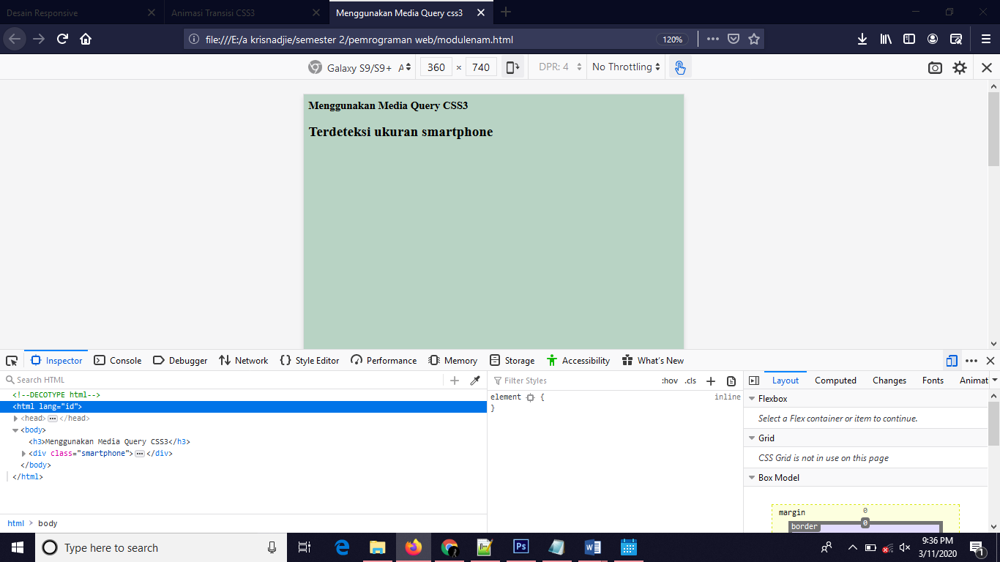 Desain Responsive
Animasi Transisi CSS3
Menggunakan Media Query css3
file:///E:/a krisnadjie/semester 2/pemrograman web/modulenam.html
120%
Galaxy S9/S9+ A
360 × 740
DPR: 4
No Throttling
Menggunakan Media Query CSS3
Terdeteksi ukuran smartphone
Inspector
Console
Debugger
Network
{} Style Editor
Performance
Memory
Storage
Accessibility
What's New
Search HTML
+
Filter Styles
:hov .cls +
Layout
Computed
Changes
Fonts
Animat
<!--DECOTYPE html-->
<html lang="id">
<head> ••• </head>
<body>
<h3>Menggunakan Media Query CSS3</h3>
<div class="smartphone"> ••• </div>
</body>
</html>
element {
inline
}
Flexbox
Select a Flex container or item to continue.
Grid
CSS Grid is not in use on this page
Box Model
margin
0
border
0
html > body
Type here to search
Ps
W
9:36 PM
3/11/2020
1